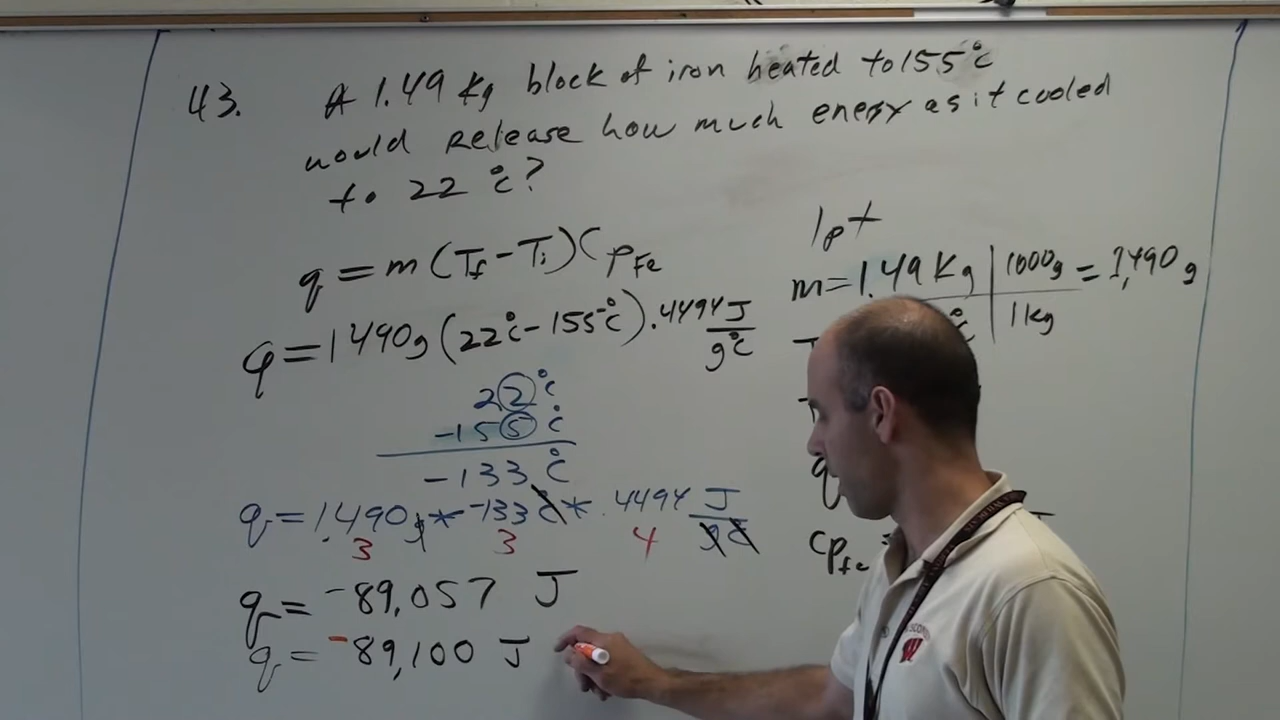 43. A 1.49 Kg block of iron heated to 155°C
would release how much energy as it cooled
to 22 °C?
1pt
q = m (Tf - Ti) Cp Fe
m = 1.49 Kg | 1000g = 1,490 g
1 kg
q = 1490g (22°C - 155°C) .4494 J
g°C
22°C
-155°C
-133°C
q = 1,490g * -133°C * .4494 J
g°C
3 3 4
Cp Fe =
q = -89,057 J
q = -89,100 J
W